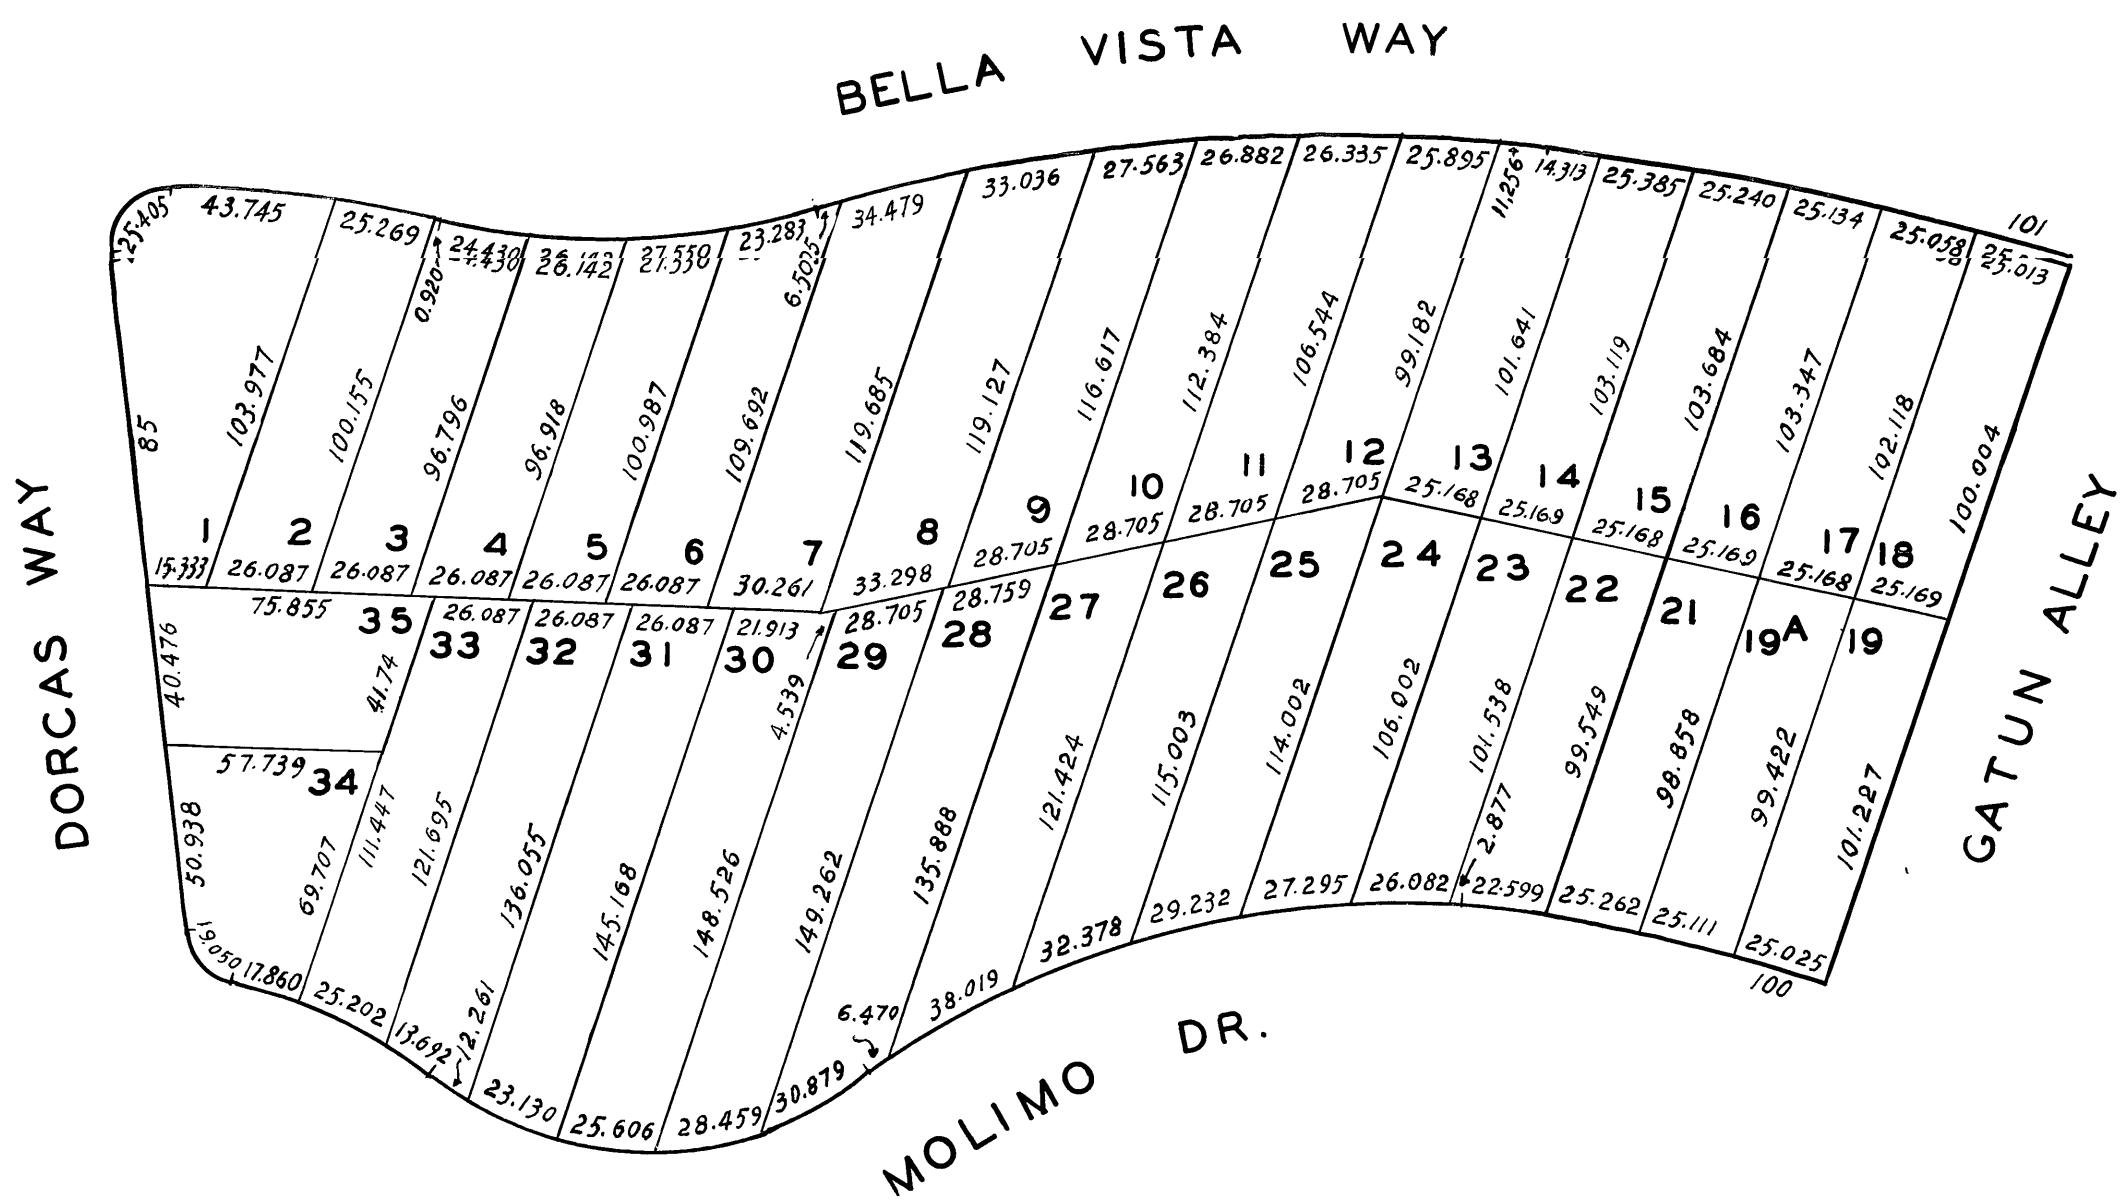 BELLA VISTA WAY
25.405 43.745 25.269 0.920 24.430 26.142 27.550 23.283 6.505 34.479 33.036 27.563 26.882 26.335 25.895 11.256 14.313 25.385 25.240 25.134 25.058 25.013 101
85 103.977 100.155 96.796 96.918 100.987 109.692 119.685 119.127 116.617 112.384 106.544 99.182 101.641 103.119 103.684 103.347 102.118 100.004
1 2 3 4 5 6 7 8 9 10 11 12 13 14 15 16 17 18
15.333 26.087 26.087 26.087 26.087 26.087 30.261 33.298 28.705 28.705 28.705 28.705 25.168 25.169 25.168 25.169 25.168 25.169
75.855 26.087 26.087 26.087 21.913 4.539 28.705 28.759
35 33 32 31 30 29 28 27 26 25 24 23 22 21 19A 19
40.476 41.74
57.739 34
50.938 69.707 111.447 121.695 136.055 145.168 148.526 149.262 135.888 121.424 115.003 114.002 106.002 101.538 99.549 98.858 99.422 101.227
19.050 17.860 25.202 13.692 12.261 23.130 25.606 28.459 30.879 6.470 38.019 32.378 29.232 27.295 26.082 2.877 22.599 25.262 25.111 25.025 100
DORCAS WAY
GATUN ALLEY
MOLIMO DR.